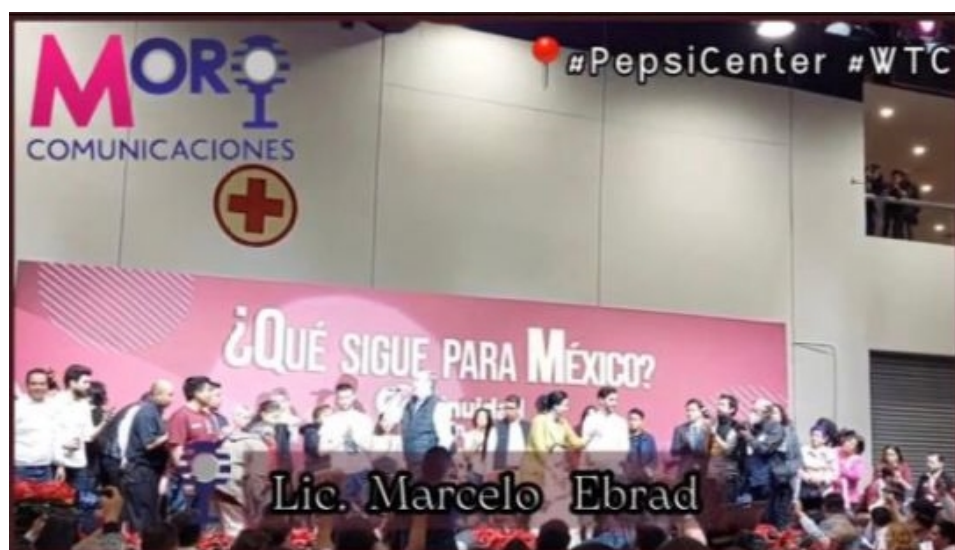 MORO
COMUNICACIONES
#PepsiCenter #WTC
¿QUÉ SIGUE PARA MÉXICO?
Lic. Marcelo Ebrad